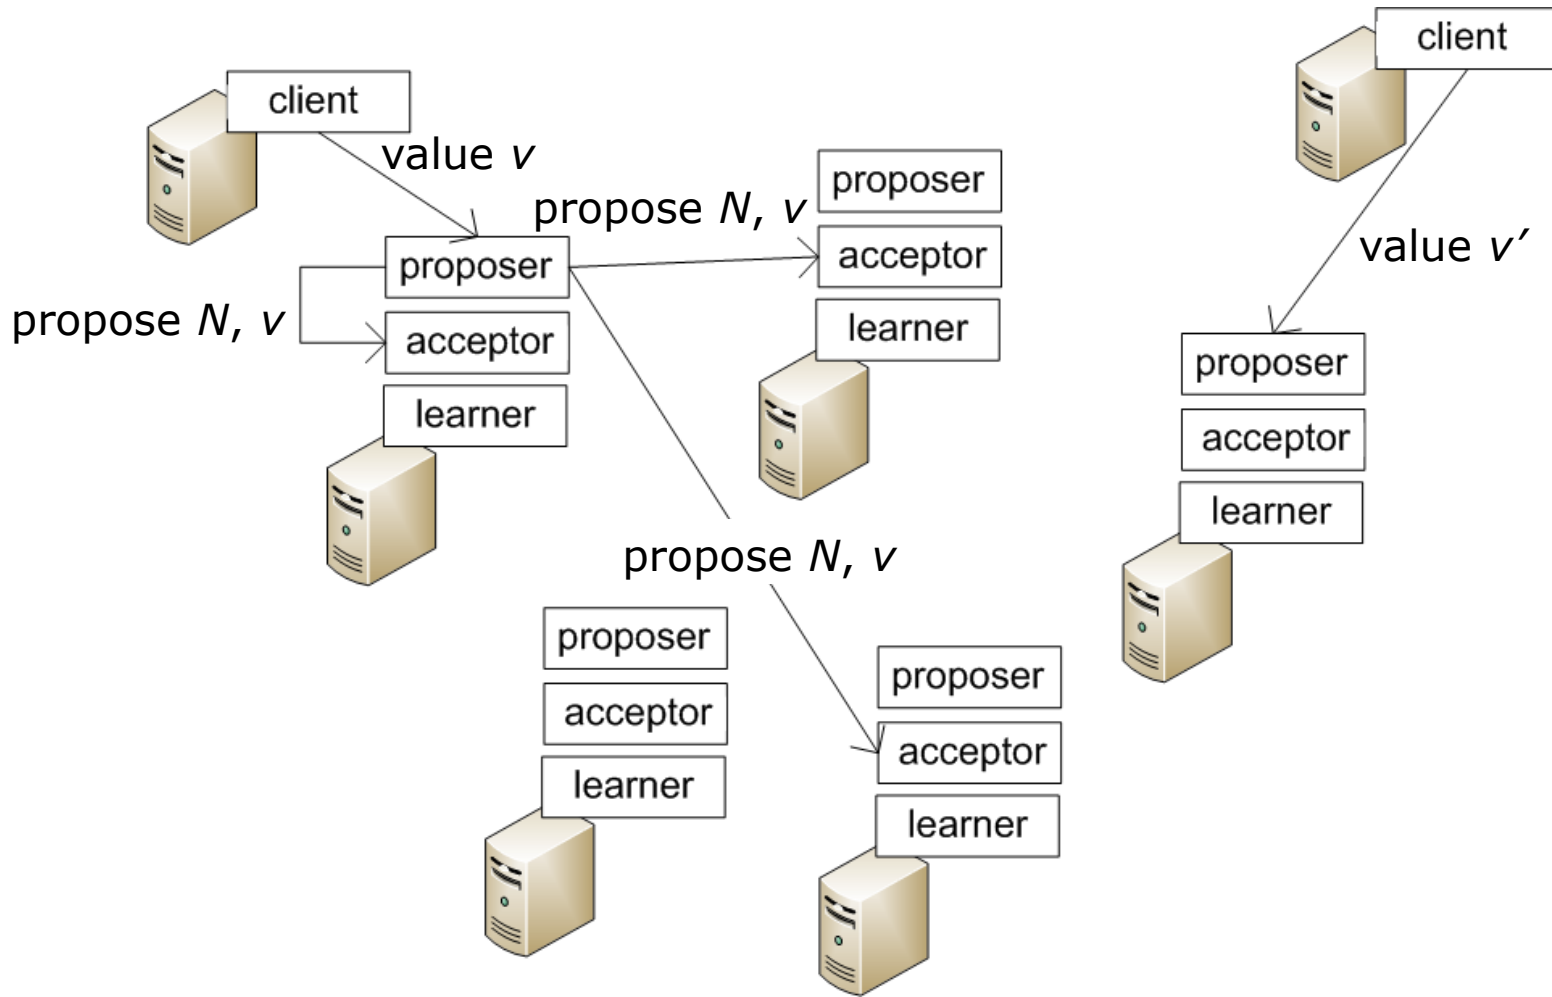 client
value v
propose N, v
proposer
acceptor
learner
propose N, v
proposer
acceptor
learner
client
value v′
proposer
acceptor
learner
propose N, v
proposer
acceptor
learner
proposer
acceptor
learner